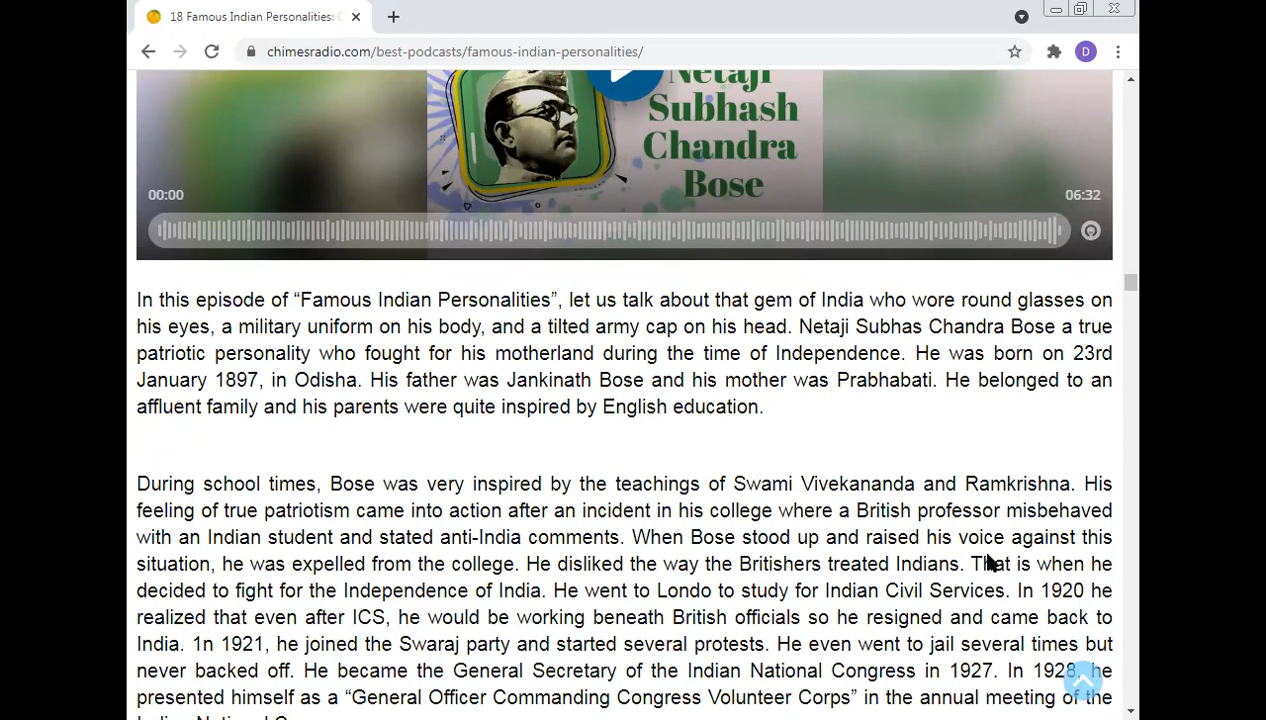 18 Famous Indian Personalities:
chimesradio.com/best-podcasts/famous-indian-personalities/
D
Netaji
Subhash
Chandra
Bose
00:00
06:32
In this episode of “Famous Indian Personalities”, let us talk about that gem of India who wore round glasses on
his eyes, a military uniform on his body, and a tilted army cap on his head. Netaji Subhas Chandra Bose a true
patriotic personality who fought for his motherland during the time of Independence. He was born on 23rd
January 1897, in Odisha. His father was Jankinath Bose and his mother was Prabhabati. He belonged to an
affluent family and his parents were quite inspired by English education.
During school times, Bose was very inspired by the teachings of Swami Vivekananda and Ramkrishna. His
feeling of true patriotism came into action after an incident in his college where a British professor misbehaved
with an Indian student and stated anti-India comments. When Bose stood up and raised his voice against this
situation, he was expelled from the college. He disliked the way the Britishers treated Indians. That is when he
decided to fight for the Independence of India. He went to Londo to study for Indian Civil Services. In 1920 he
realized that even after ICS, he would be working beneath British officials so he resigned and came back to
India. 1n 1921, he joined the Swaraj party and started several protests. He even went to jail several times but
never backed off. He became the General Secretary of the Indian National Congress in 1927. In 1928, he
presented himself as a “General Officer Commanding Congress Volunteer Corps” in the annual meeting of the